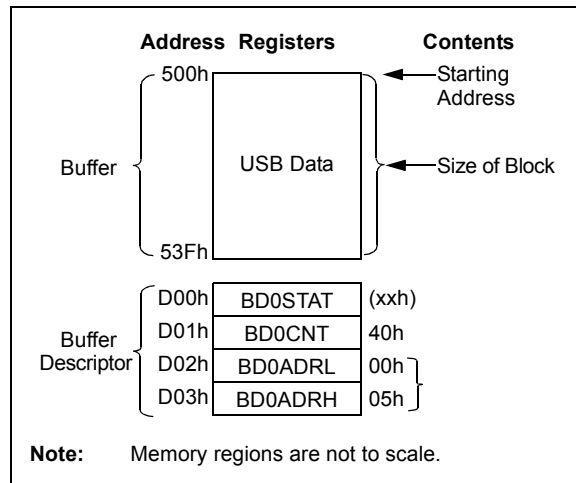 Address Registers Contents
500h Starting
Address
Buffer USB Data Size of Block
53Fh
D00h BD0STAT (xxh)
D01h BD0CNT 40h
Buffer
Descriptor
D02h BD0ADRL 00h
D03h BD0ADRH 05h
Note: Memory regions are not to scale.